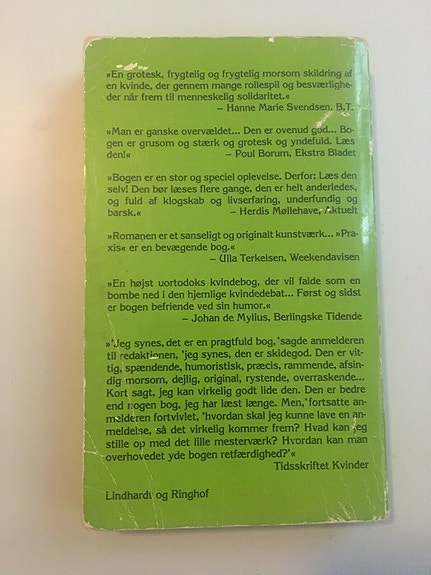 »En grotesk, frygtelig og frygtelig morsom skildring af
en kvinde, der gennem mange rollespil og besværlighe-
der når frem til menneskelig solidaritet.«
– Hanne Marie Svendsen, B.T.
»Man er ganske overvældet... Den er ovenud god... Bo-
gen er grusom og stærk og grotesk og yndefuld. Læs
den!« – Poul Borum, Ekstra Bladet
»Bogen er en stor og speciel oplevelse. Derfor: Læs den
selv! Den bør læses flere gange, den er helt anderledes,
og fuld af klogskab og livserfaring, underfundig og
barsk.« – Herdis Møllehave, Aktuelt
»Romanen er et sanseligt og originalt kunstværk... »Pra-
xis« er en bevægende bog.«
– Ulla Terkelsen, Weekendavisen
»En højst uortodoks kvindebog, der vil falde som en
bombe ned i den hjemlige kvindedebat... Først og sidst
er bogen befriende ved sin humor.«
– Johan de Mylius, Berlingske Tidende
»'Jeg synes, det er en pragtfuld bog,' sagde anmelderen
til redaktionen, 'jeg synes, den er skidegod. Den er vit-
tig, spændende, humoristisk, præcis, rammende, afsin-
dig morsom, dejlig, original, rystende, overraskende...
Kort sagt, jeg kan virkelig godt lide den. Den er bedre
end nogen bog, jeg har læst længe. Men,' fortsatte an-
melderen fortvivlet, 'hvordan skal jeg kunne lave en an-
meldelse, så det virkelig kommer frem? Hvad kan jeg
stille op med det lille mesterværk? Hvordan kan man
overhovedet yde bogen retfærdighed?'«
Tidsskriftet Kvinder
Lindhardt og Ringhof